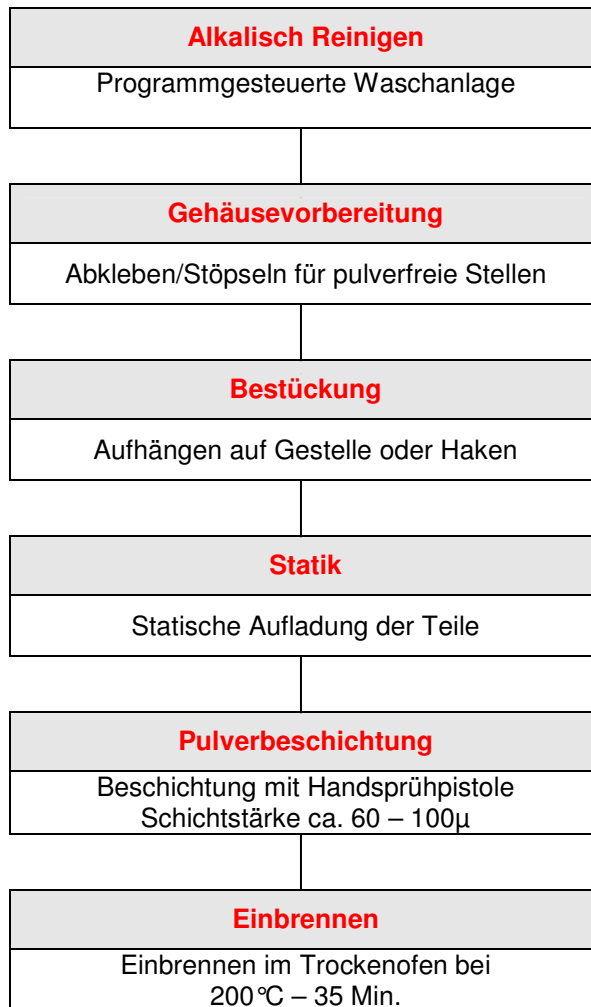 Alkalisch Reinigen
Programmgesteuerte Waschanlage
Gehäusevorbereitung
Abkleben/Stöpseln für pulverfreie Stellen
Bestückung
Aufhängen auf Gestelle oder Haken
Statik
Statische Aufladung der Teile
Pulverbeschichtung
Beschichtung mit Handsprühpistole
Schichtstärke ca. 60 – 100µ
Einbrennen
Einbrennen im Trockenofen bei
200°C – 35 Min.